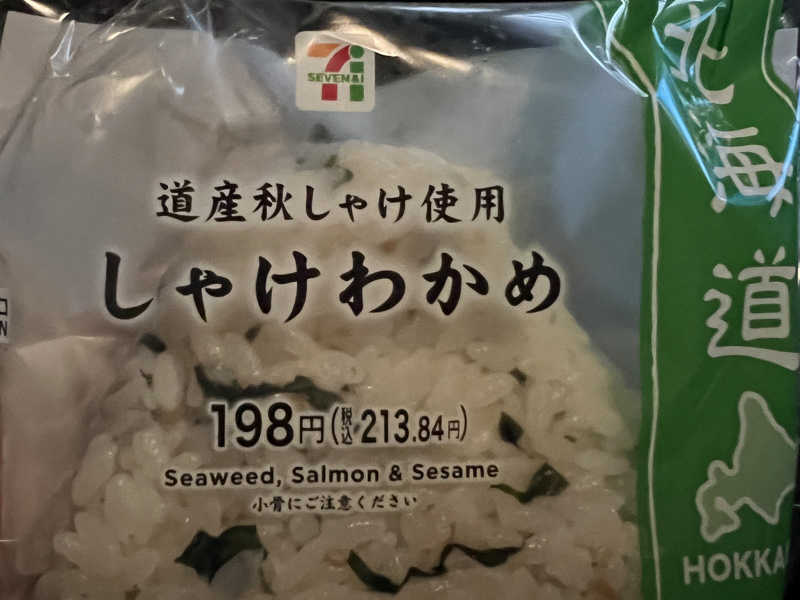 SEVEN&i
北海道
道産秋しゃけ使用
しゃけわかめ
198円(税込213.84円)
Seaweed, Salmon & Sesame
小骨にご注意ください